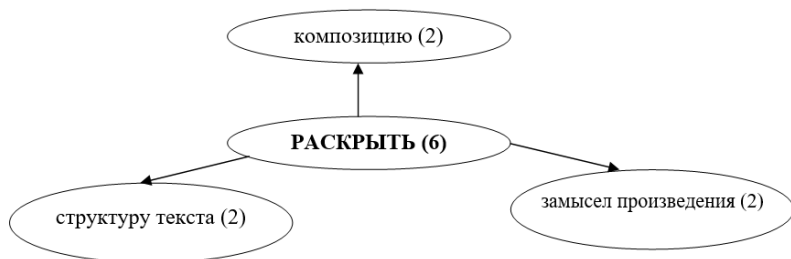 композицию (2)
РАСКРЫТЬ (6)
структуру текста (2)
замысел произведения (2)